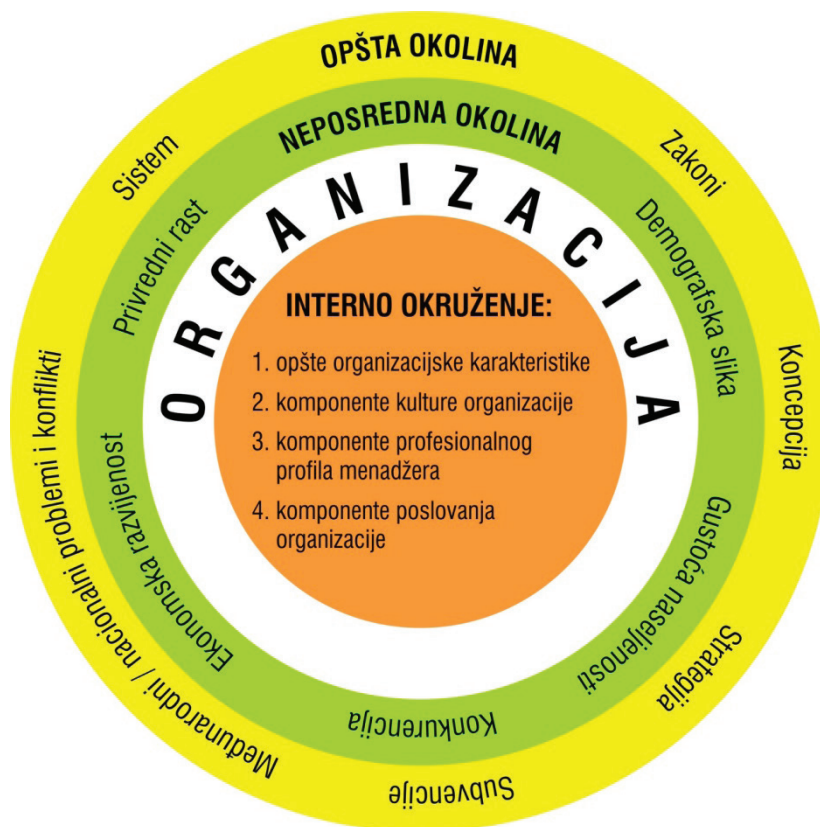 OPŠTA OKOLINA
Zakoni
Koncepcija
Strategija
Subvencije
Međunarodni / nacionalni problemi i konflikti
Sistem
NEPOSREDNA OKOLINA
Demografska slika
Gustoća naseljenosti
Konkurencija
Ekonomska razvijenost
Privredni rast
ORGANIZACIJA
INTERNO OKRUŽENJE:
1. opšte organizacijske karakteristike
2. komponente kulture organizacije
3. komponente profesionalnog
profila menadžera
4. komponente poslovanja
organizacije